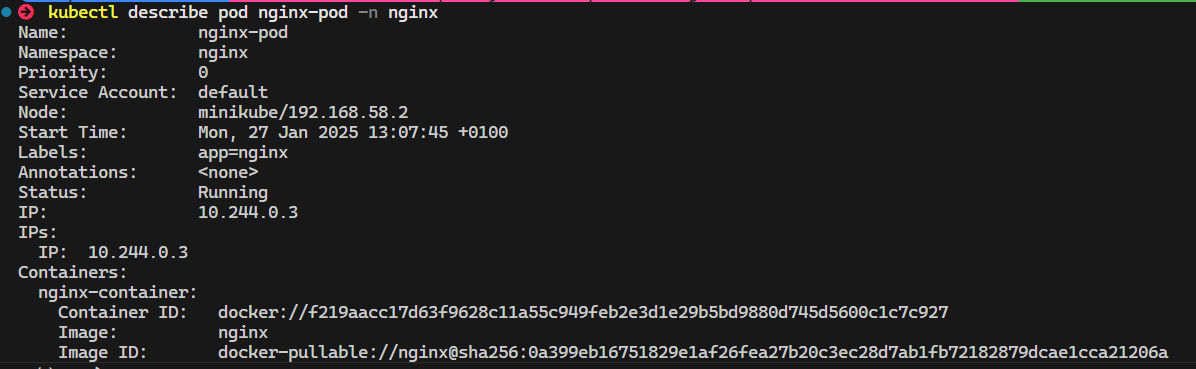 kubectl describe pod nginx-pod -n nginx
Name:             nginx-pod
Namespace:        nginx
Priority:         0
Service Account:  default
Node:             minikube/192.168.58.2
Start Time:       Mon, 27 Jan 2025 13:07:45 +0100
Labels:           app=nginx
Annotations:      <none>
Status:           Running
IP:               10.244.0.3
IPs:
  IP:  10.244.0.3
Containers:
  nginx-container:
    Container ID:   docker://f219aacc17d63f9628c11a55c949feb2e3d1e29b5bd9880d745d5600c1c7c927
    Image:          nginx
    Image ID:       docker-pullable://nginx@sha256:0a399eb16751829e1af26fea27b20c3ec28d7ab1fb72182879dcae1cca21206a